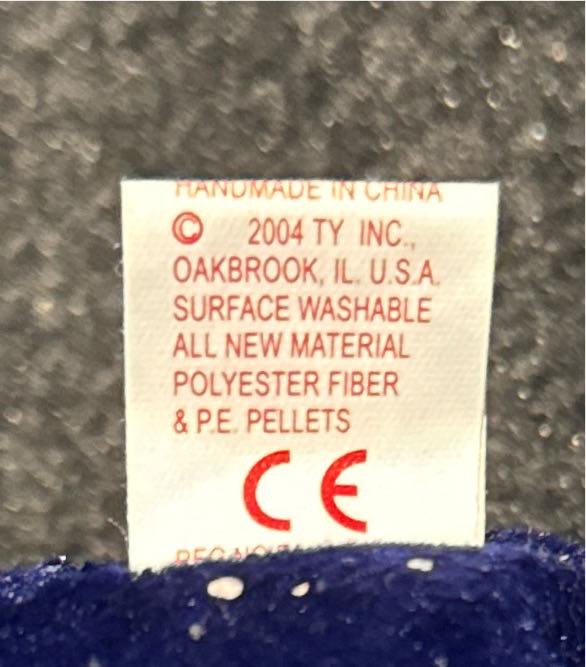 HANDMADE IN CHINA
© 2004 TY INC.,
OAKBROOK, IL. U.S.A.
SURFACE WASHABLE
ALL NEW MATERIAL
POLYESTER FIBER
& P.E. PELLETS
CE